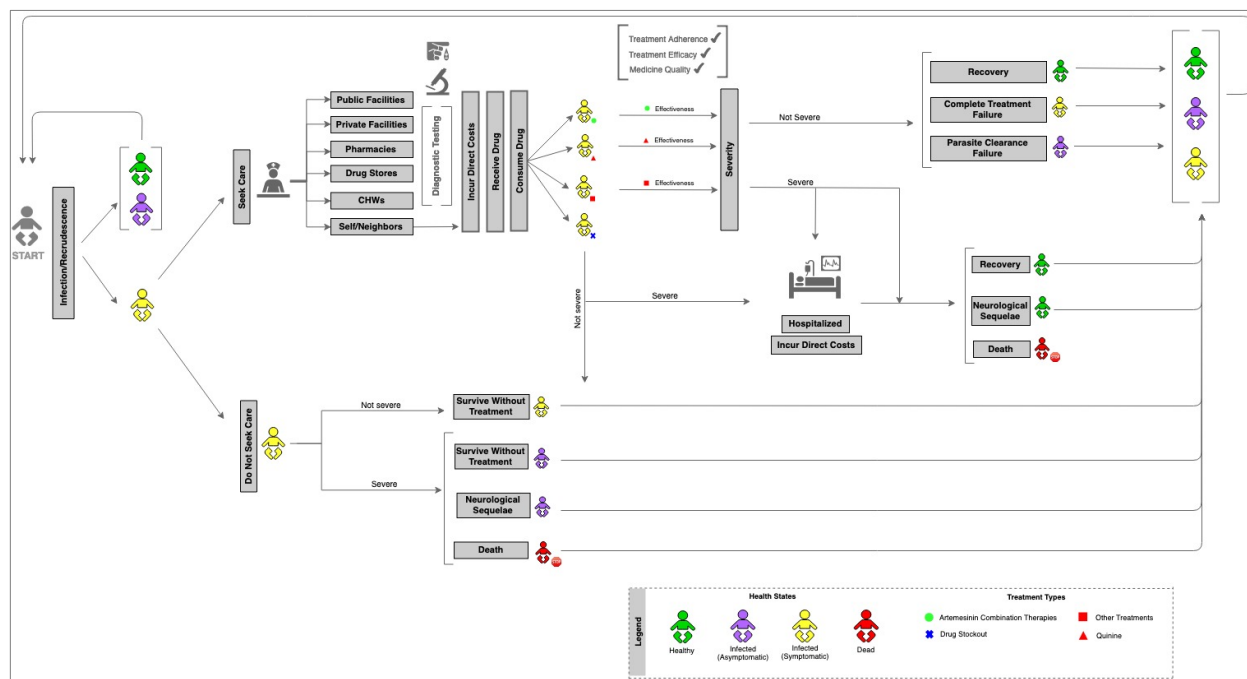 Treatment Adherence ✔
Treatment Efficacy ✔
Medicine Quality ✔
Public Facilities
Private Facilities
Pharmacies
Drug Stores
CHWs
Self/Neighbors
Seek Care
Diagnostic Testing
Incur Direct Costs
Receive Drug
Consume Drug
Effectiveness
Effectiveness
Effectiveness
Severity
Not Severe
Severe
Recovery
Complete Treatment
Failure
Parasite Clearance
Failure
START
Infection/Recrudescence
Not severe
Severe
Hospitalized
Incur Direct Costs
Recovery
Neurological
Sequelae
Death
Do Not Seek Care
Not severe
Severe
Survive Without
Treatment
Survive Without
Treatment
Neurological
Sequelae
Death
Legend
Health States
Healthy
Infected
(Asymptomatic)
Infected
(Symptomatic)
Dead
Treatment Types
Artemesinin Combination Therapies
Other Treatments
Drug Stockout
Quinine